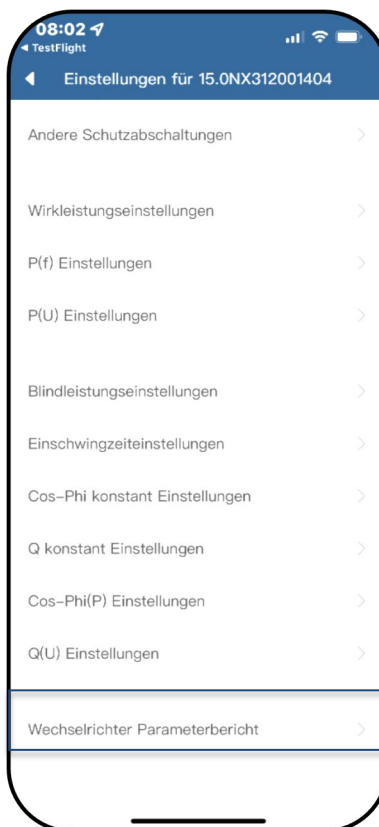 08:02
◀ TestFlight
Einstellungen für 15.0NX312001404
Andere Schutzabschaltungen
Wirkleistungseinstellungen
P(f) Einstellungen
P(U) Einstellungen
Blindleistungseinstellungen
Einschwingzeiteinstellungen
Cos-Phi konstant Einstellungen
Q konstant Einstellungen
Cos-Phi(P) Einstellungen
Q(U) Einstellungen
Wechselrichter Parameterbericht